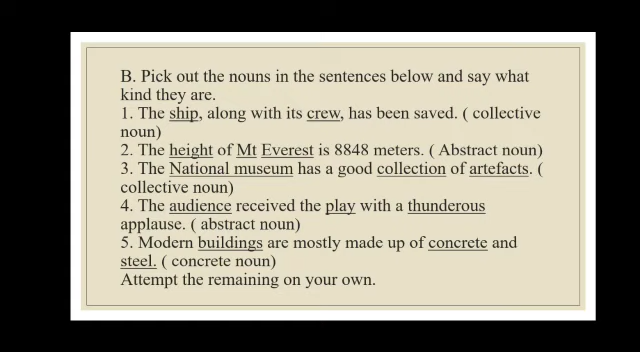 B. Pick out the nouns in the sentences below and say what
kind they are.
1. The ship, along with its crew, has been saved. ( collective
noun)
2. The height of Mt Everest is 8848 meters. ( Abstract noun)
3. The National museum has a good collection of artefacts. (
collective noun)
4. The audience received the play with a thunderous
applause. ( abstract noun)
5. Modern buildings are mostly made up of concrete and
steel. ( concrete noun)
Attempt the remaining on your own.